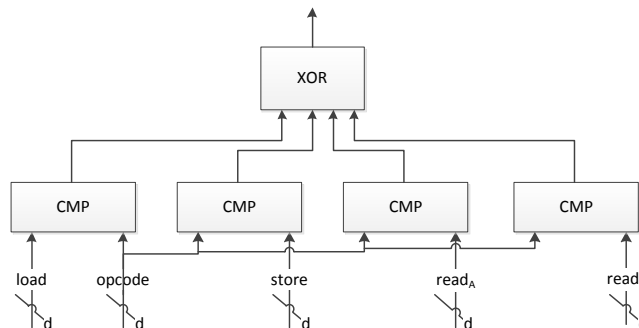 XOR
CMP CMP CMP CMP
load opcode store readA read
d d d d